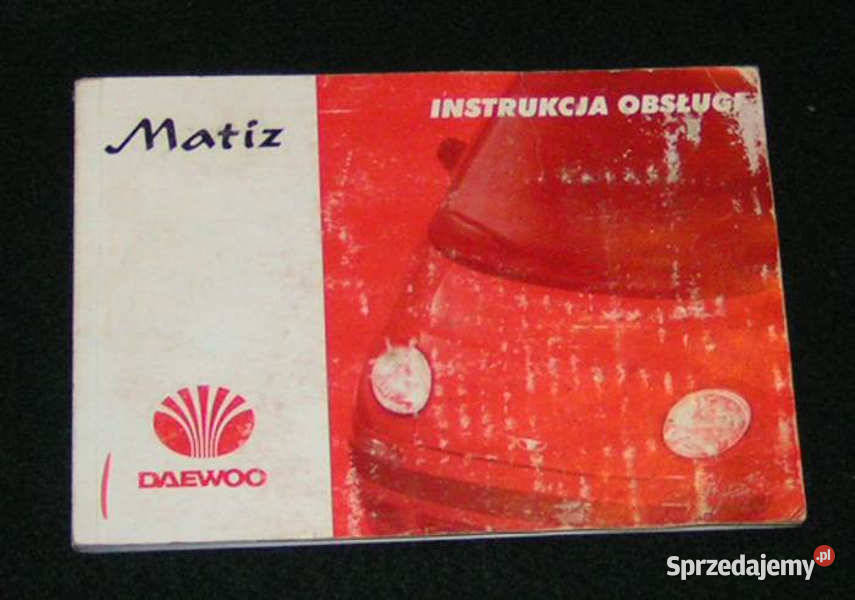 Matiz
INSTRUKCJA OBSŁUGI
DAEWOO
Sprzedajemy.pl